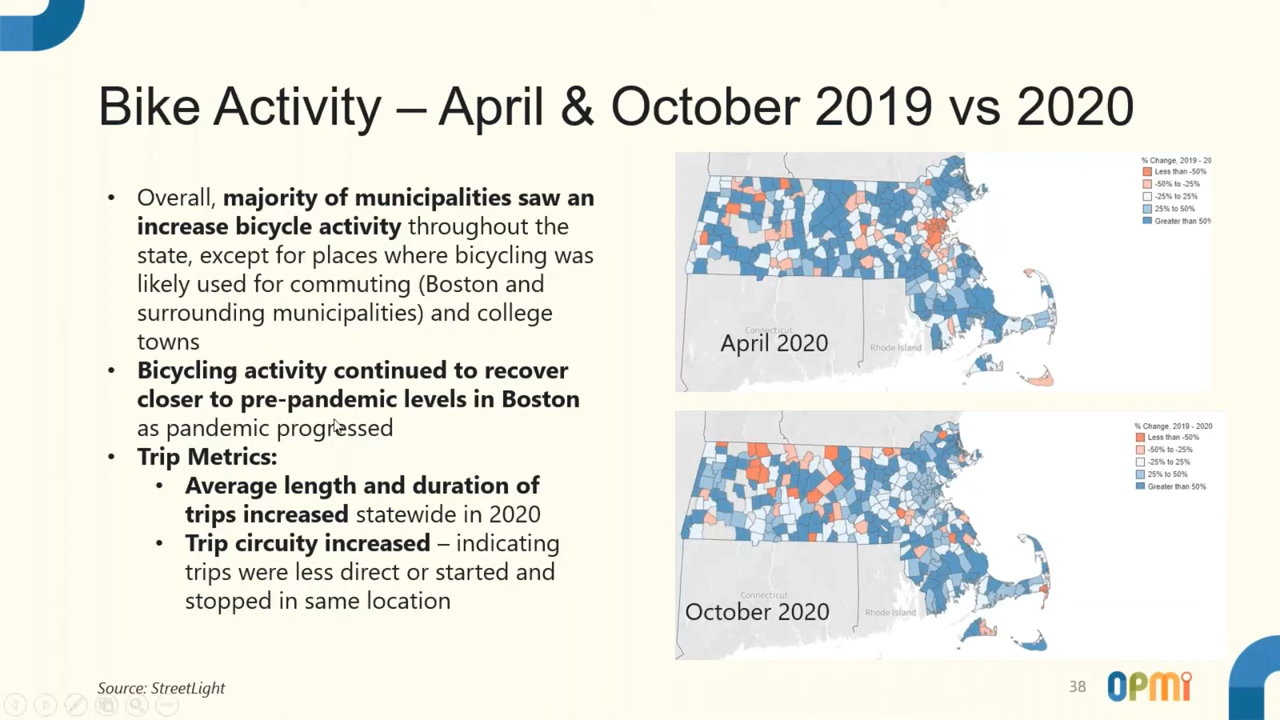 Bike Activity – April & October 2019 vs 2020
• Overall, majority of municipalities saw an
increase bicycle activity throughout the
state, except for places where bicycling was
likely used for commuting (Boston and
surrounding municipalities) and college
towns
• Bicycling activity continued to recover
closer to pre-pandemic levels in Boston
as pandemic progressed
• Trip Metrics:
• Average length and duration of
trips increased statewide in 2020
• Trip circuity increased – indicating
trips were less direct or started and
stopped in same location
% Change, 2019 - 20
Less than -50%
-50% to -25%
-25% to 25%
25% to 50%
Greater than 50%
Connecticut
Rhode Island
April 2020
% Change, 2019 - 2020
Less than -50%
-50% to -25%
-25% to 25%
25% to 50%
Greater than 50%
Connecticut
Rhode Island
October 2020
Source: StreetLight
38
OPMI